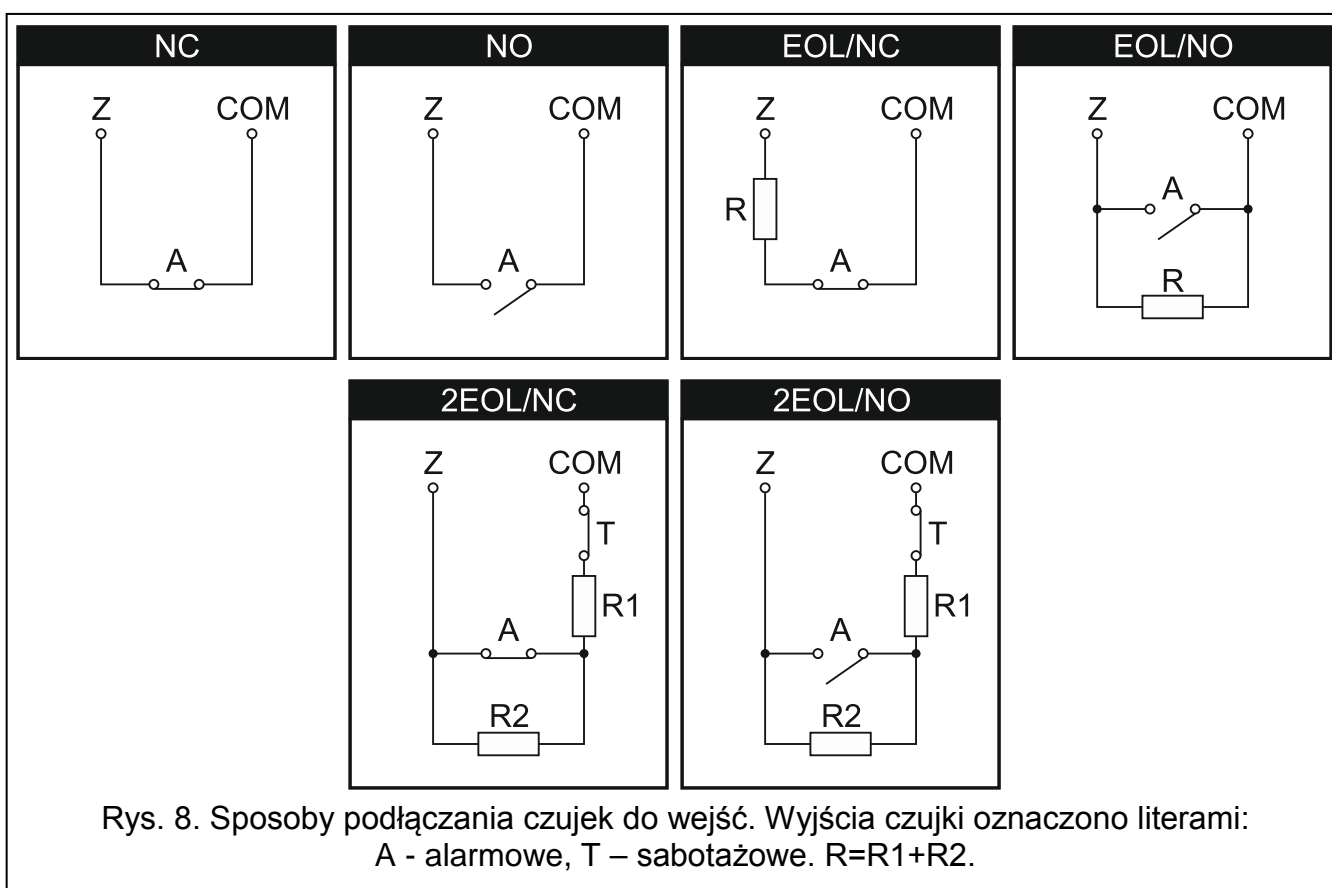 NC
NO
EOL/NC
EOL/NO
Z COM
A
Z COM
A
Z COM
R
A
Z COM
A
R
2EOL/NC
2EOL/NO
Z COM
T
R1
A
R2
Z COM
T
R1
A
R2
Rys. 8. Sposoby podłączania czujek do wejść. Wyjścia czujki oznaczono literami:
A - alarmowe, T – sabotażowe. R=R1+R2.